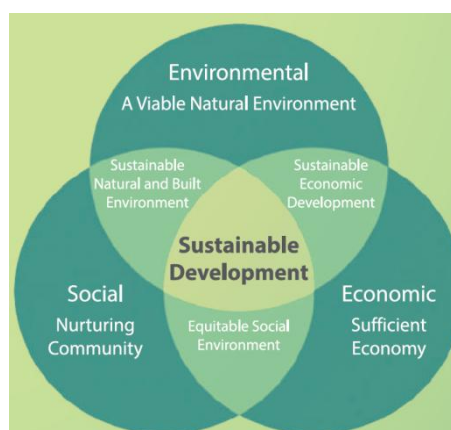 Environmental
A Viable Natural Environment
Sustainable
Natural and Built
Environment
Sustainable
Economic
Development
Sustainable
Development
Social
Nurturing
Community
Equitable Social
Environment
Economic
Sufficient
Economy